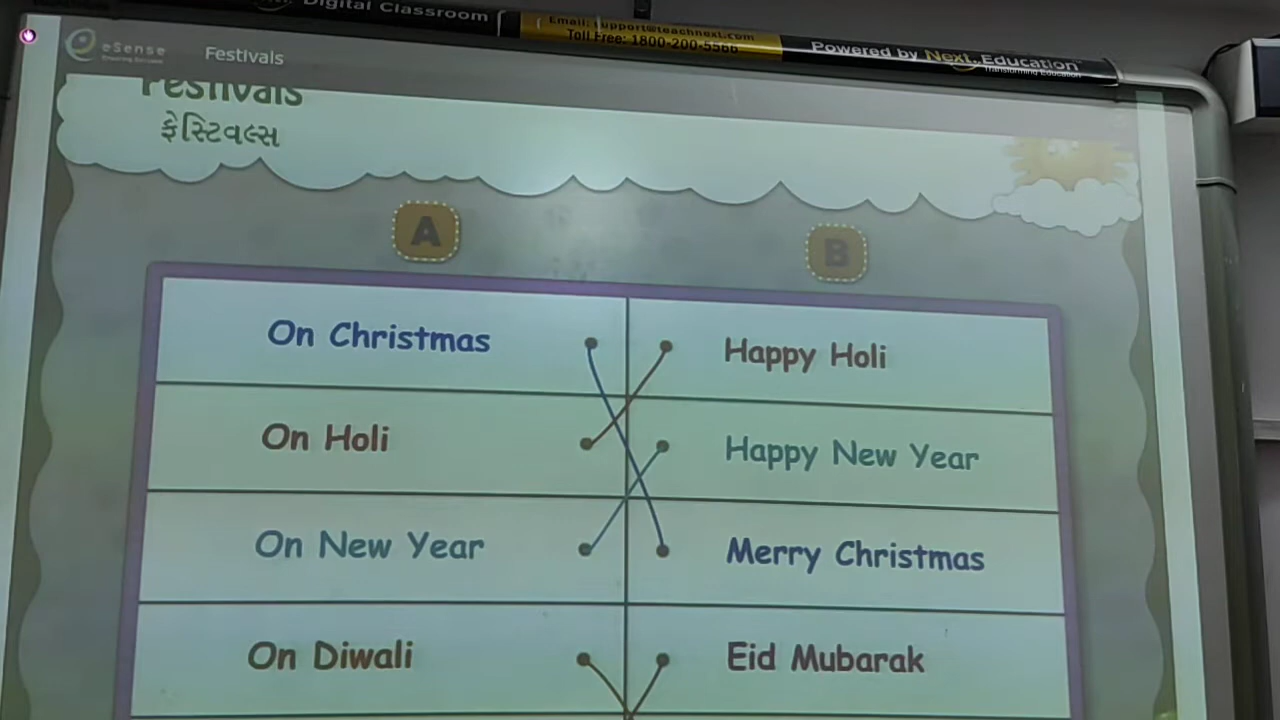 Digital Classroom
Email: support@teachnext.com
Toll Free: 1800-200-5566
Powered by Next Education
Transforming Education
eSense
Festivals
Festivals
ફેસ્ટિવલ્સ
A
B
On Christmas
Happy Holi
On Holi
Happy New Year
On New Year
Merry Christmas
On Diwali
Eid Mubarak